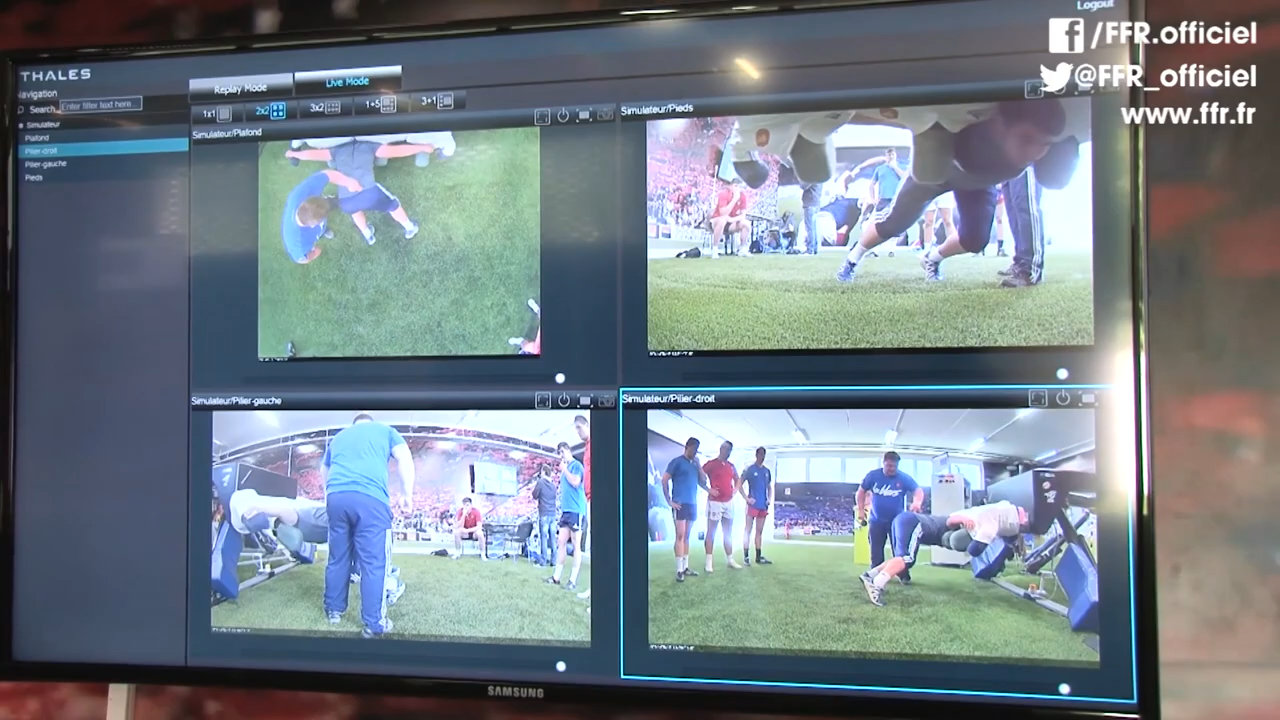 Logout
/FFR.officiel
@FFR_officiel
www.ffr.fr
THALES
Navigation
Search
Enter filter text here...
Simulateur
Plafond
Pilier-droit
Pilier-gauche
Pieds
Replay Mode
Live Mode
1x1
2x2
3x2
1+5
3+1
Simulateur/Plafond
Simulateur/Pieds
Simulateur/Pilier-gauche
Simulateur/Pilier-droit
SAMSUNG